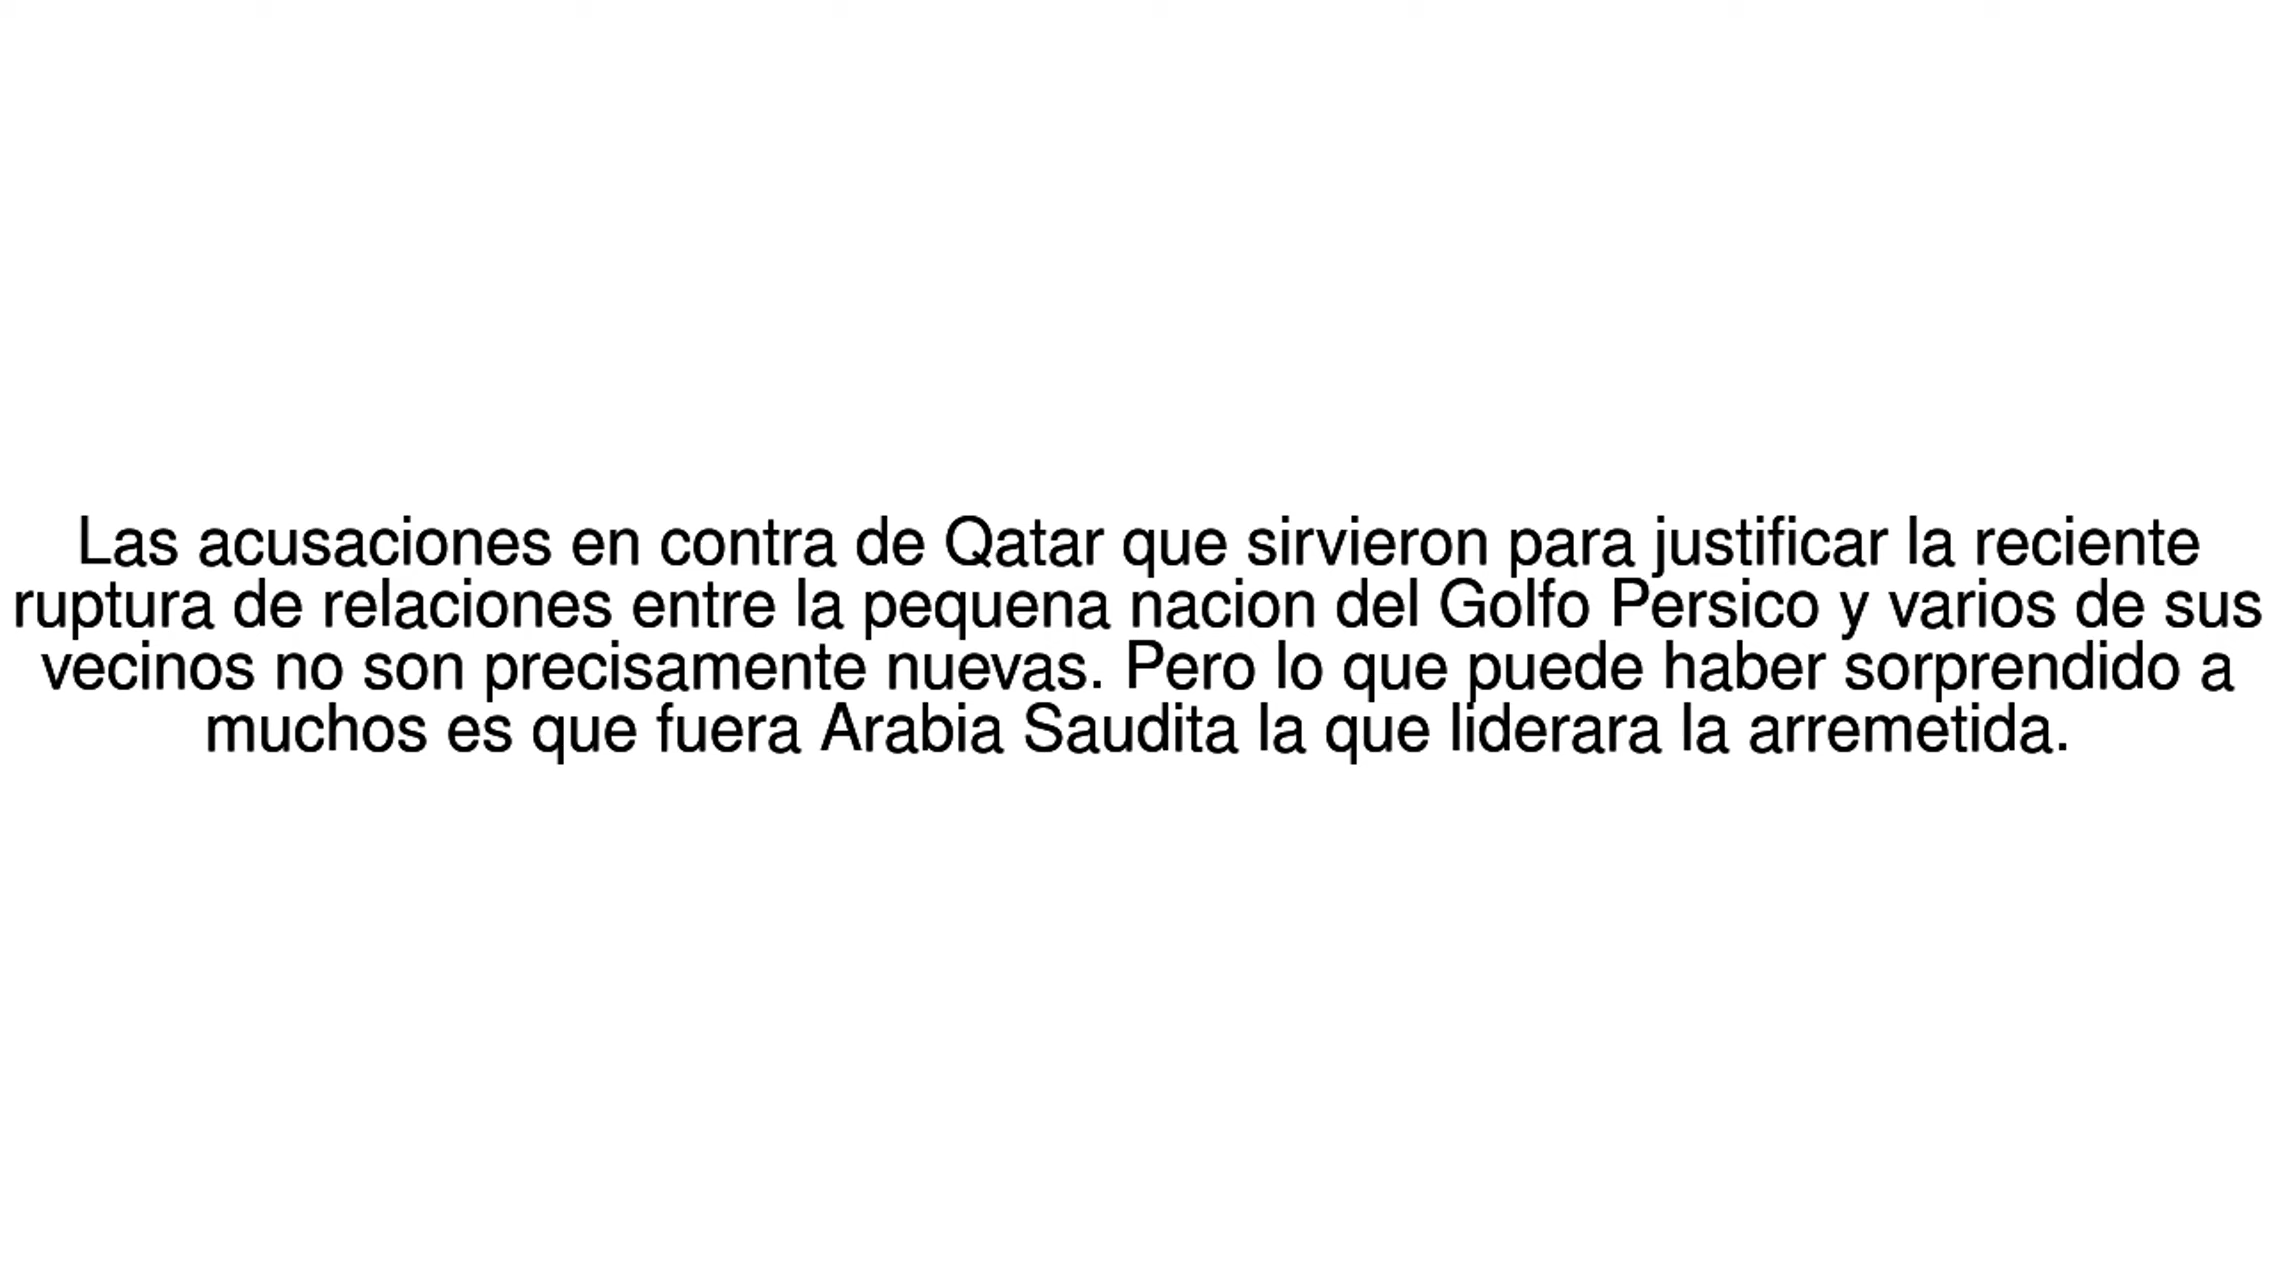 Las acusaciones en contra de Qatar que sirvieron para justificar la reciente
ruptura de relaciones entre la pequena nacion del Golfo Persico y varios de sus
vecinos no son precisamente nuevas. Pero lo que puede haber sorprendido a
muchos es que fuera Arabia Saudita la que liderara la arremetida.